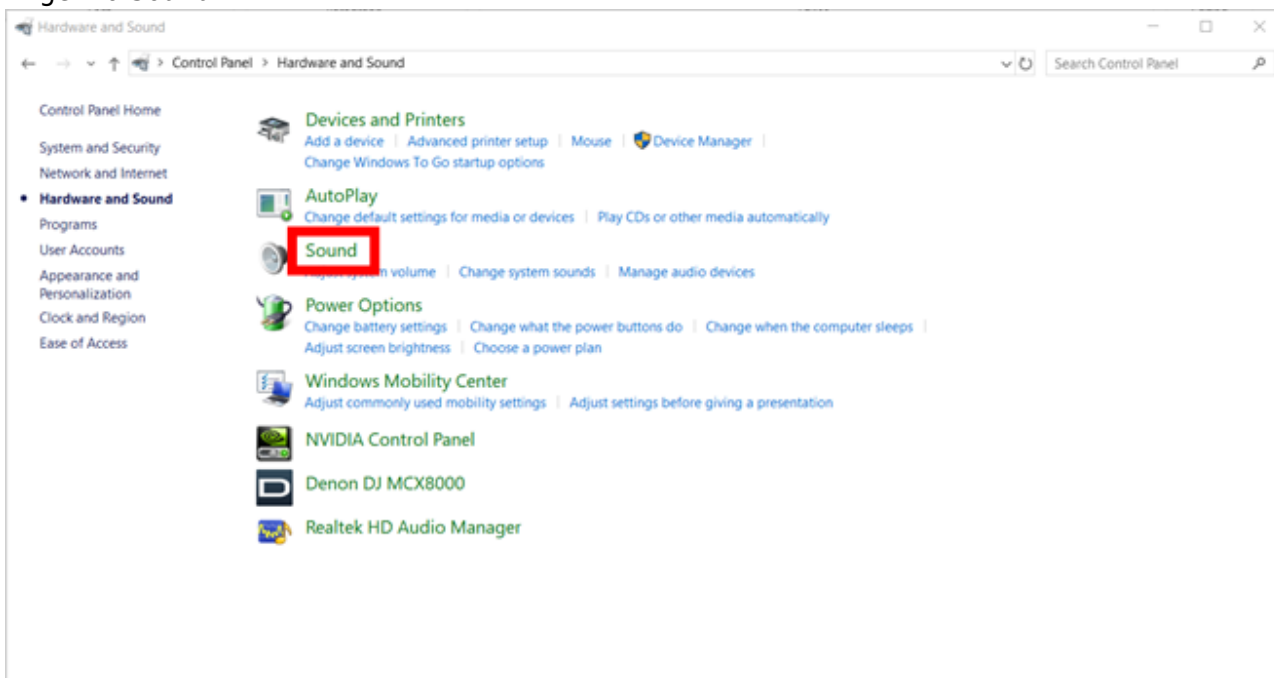 Hardware and Sound
Control Panel > Hardware and Sound
Search Control Panel
Control Panel Home
System and Security
Network and Internet
Hardware and Sound
Programs
User Accounts
Appearance and
Personalization
Clock and Region
Ease of Access
Devices and Printers
Add a device | Advanced printer setup | Mouse | Device Manager |
Change Windows To Go startup options
AutoPlay
Change default settings for media or devices | Play CDs or other media automatically
Sound
volume | Change system sounds | Manage audio devices
Power Options
Change battery settings | Change what the power buttons do | Change when the computer sleeps |
Adjust screen brightness | Choose a power plan
Windows Mobility Center
Adjust commonly used mobility settings | Adjust settings before giving a presentation
NVIDIA Control Panel
Denon DJ MCX8000
Realtek HD Audio Manager